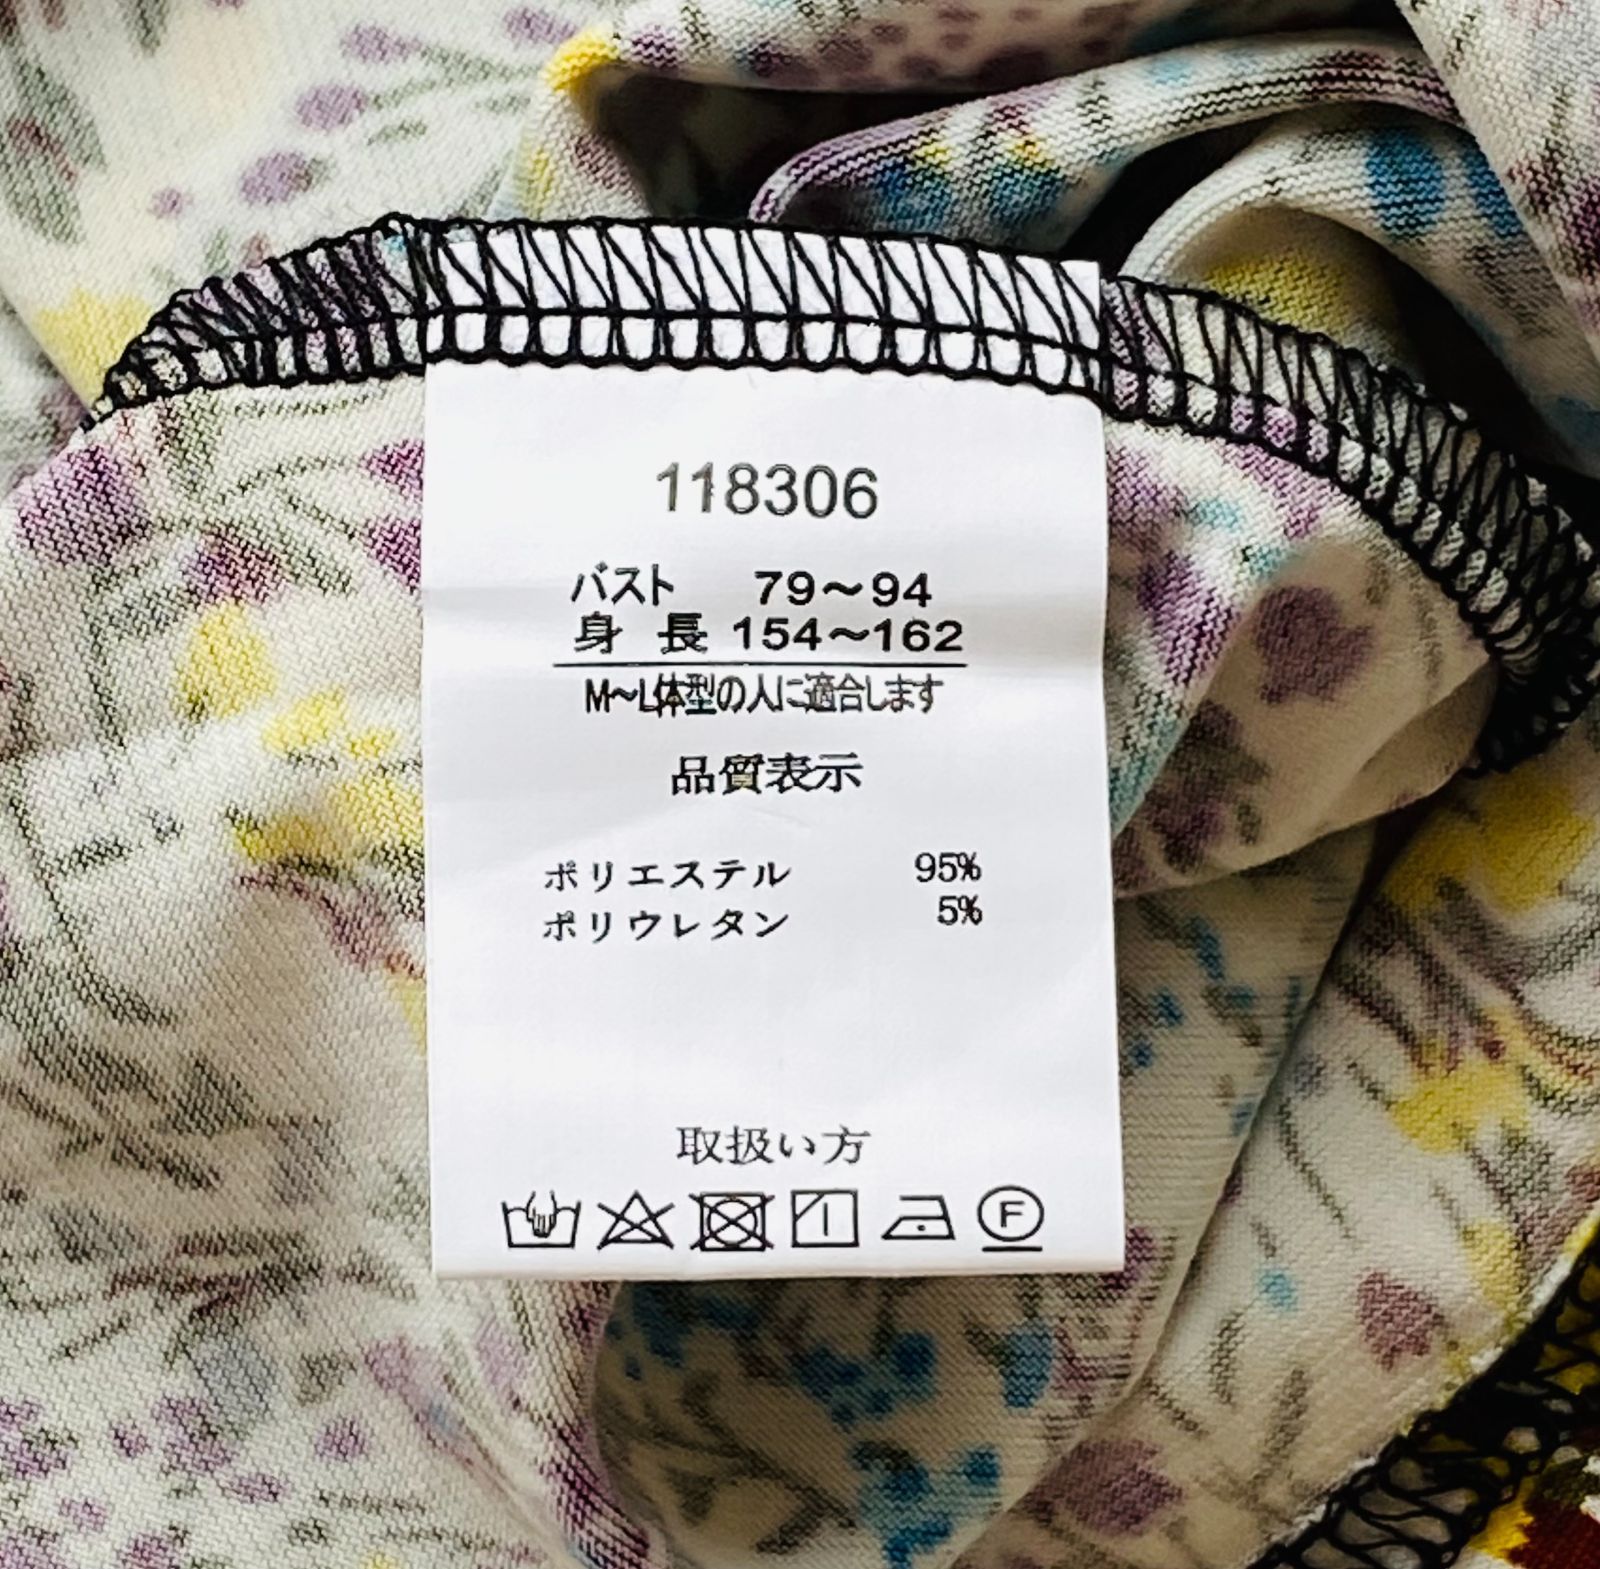 118306
バスト 79～94
身 長 154～162
M～L体型の人に適合します
品質表示
ポリエステル 95%
ポリウレタン 5%
取扱い方
F